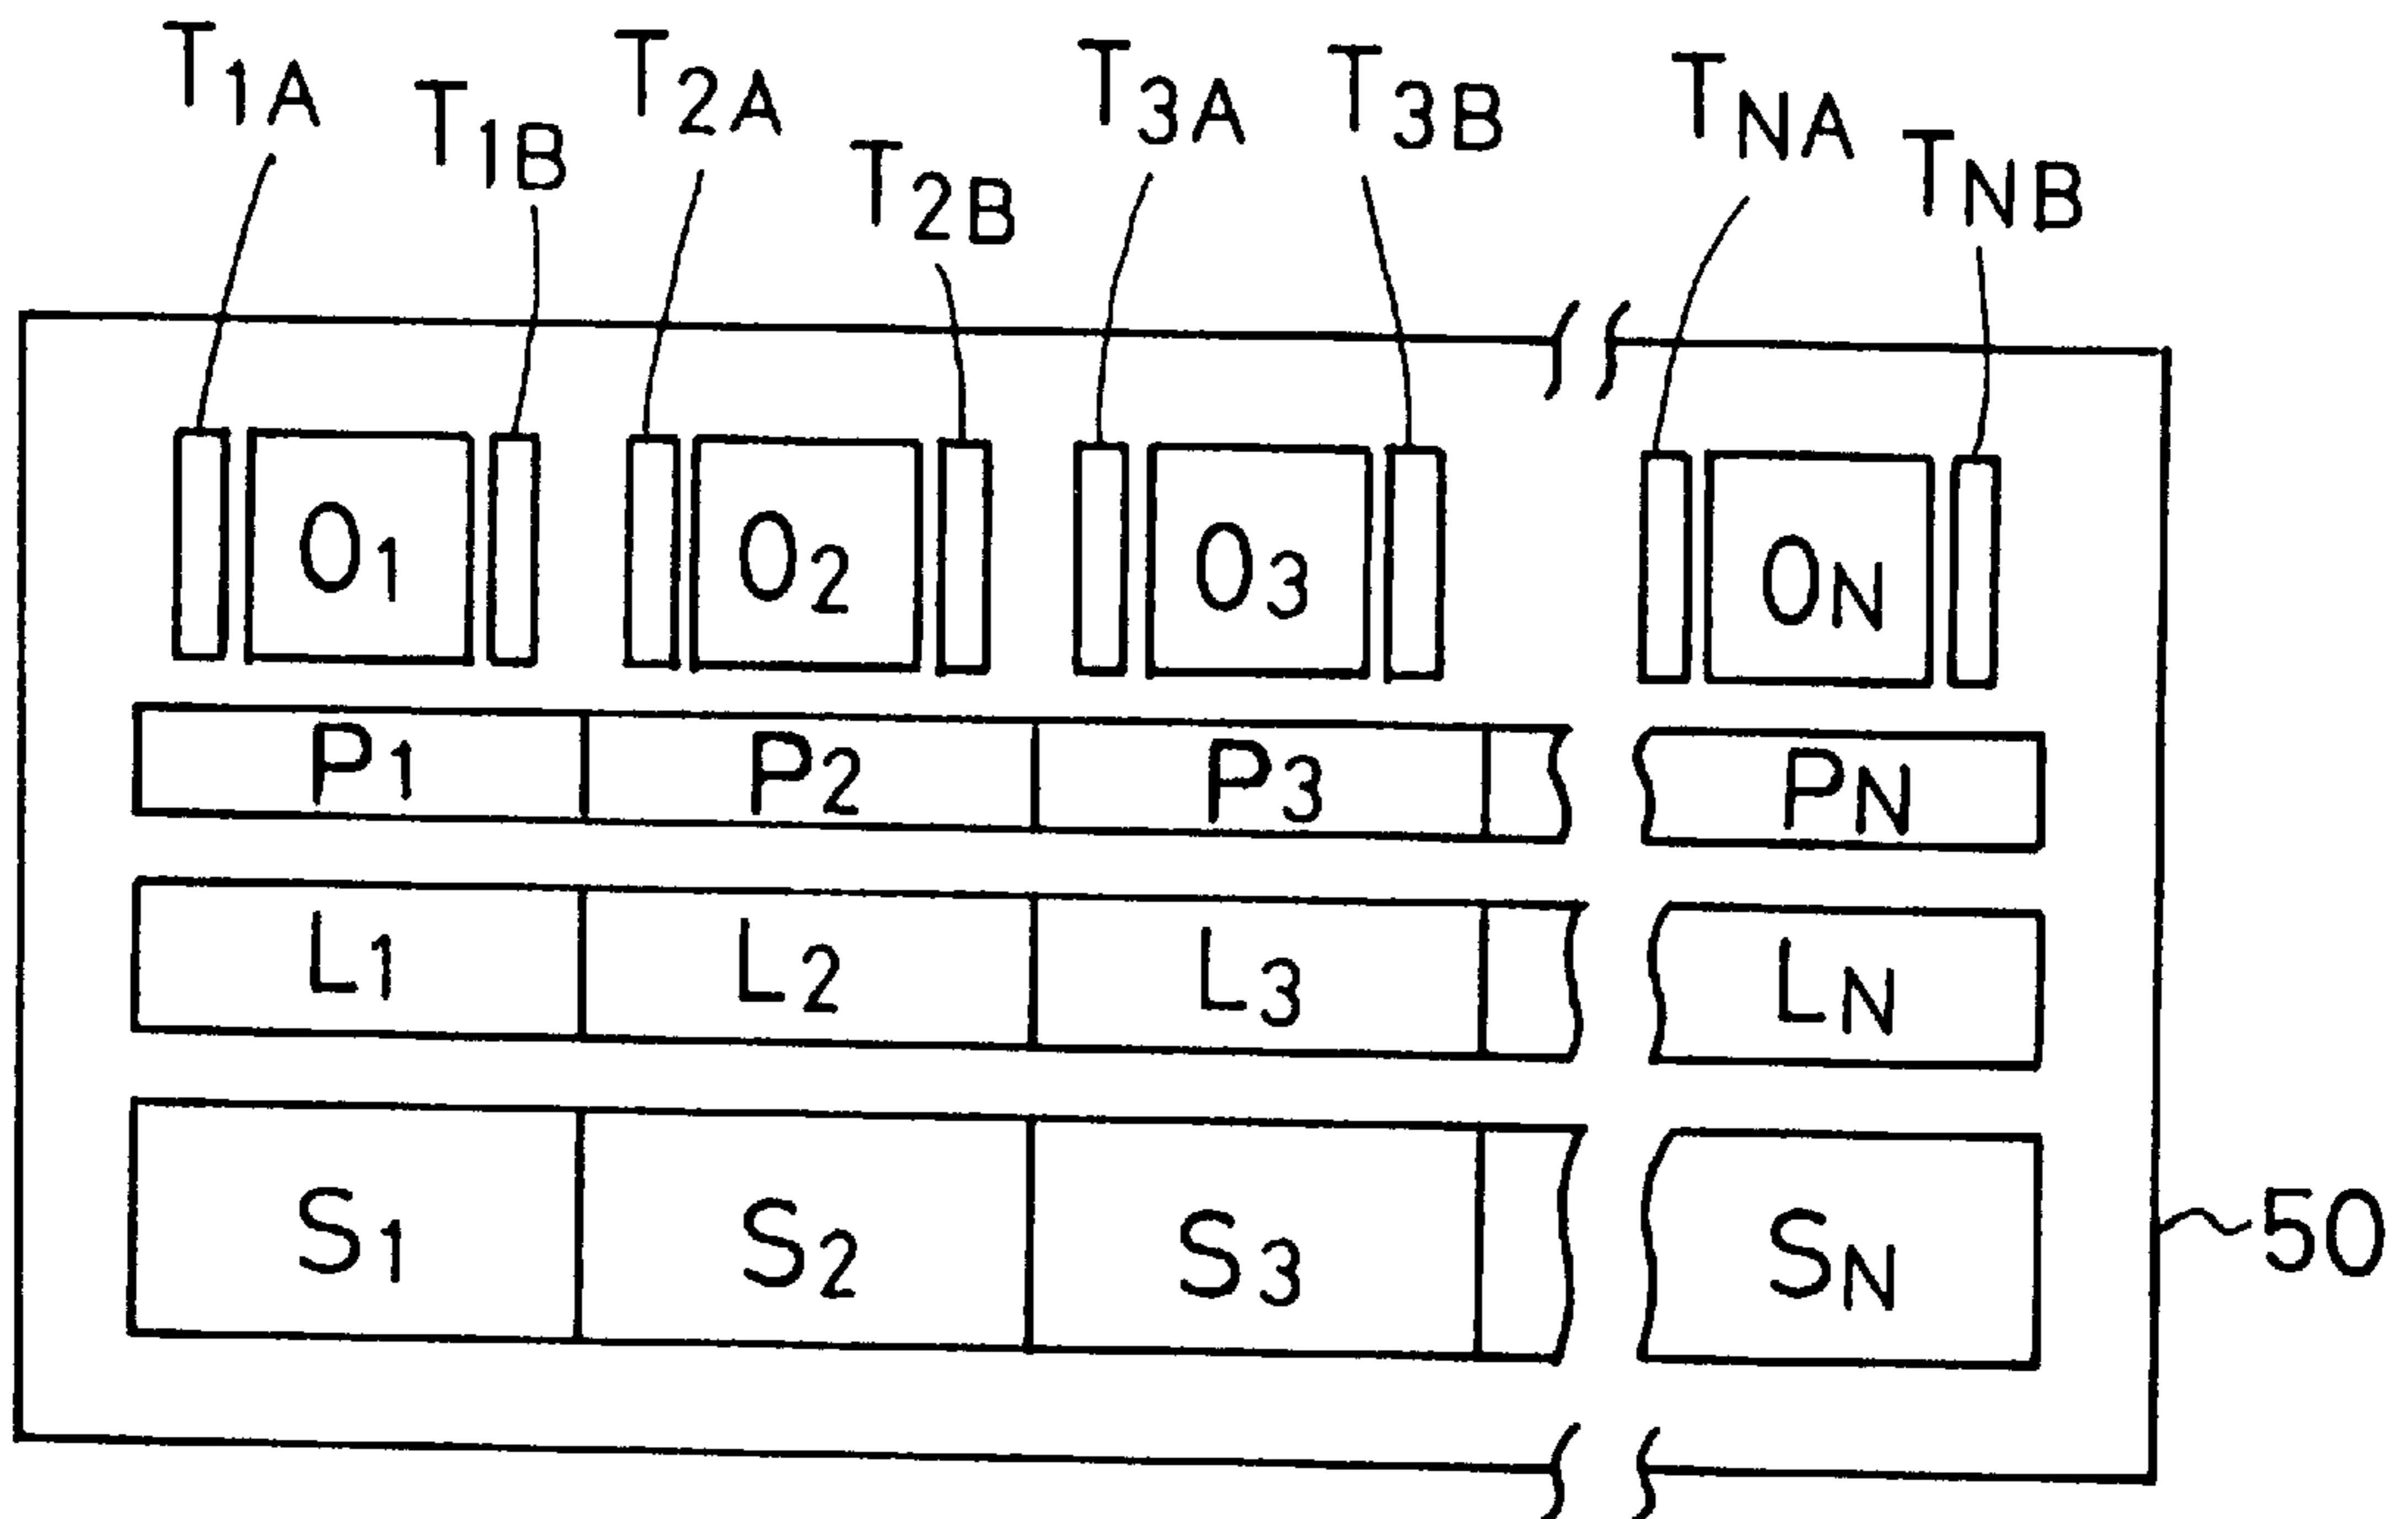 T1A T1B T2A T2B T3A T3B TNA TNB
O1 O2 O3 ON
P1 P2 P3 PN
L1 L2 L3 LN
S1 S2 S3 SN
50